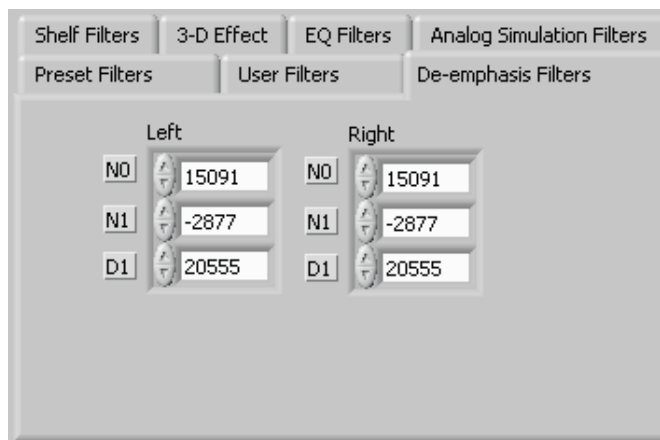 Shelf Filters 3-D Effect EQ Filters Analog Simulation Filters
Preset Filters User Filters De-emphasis Filters
Left Right
N0 15091 N0 15091
N1 -2877 N1 -2877
D1 20555 D1 20555